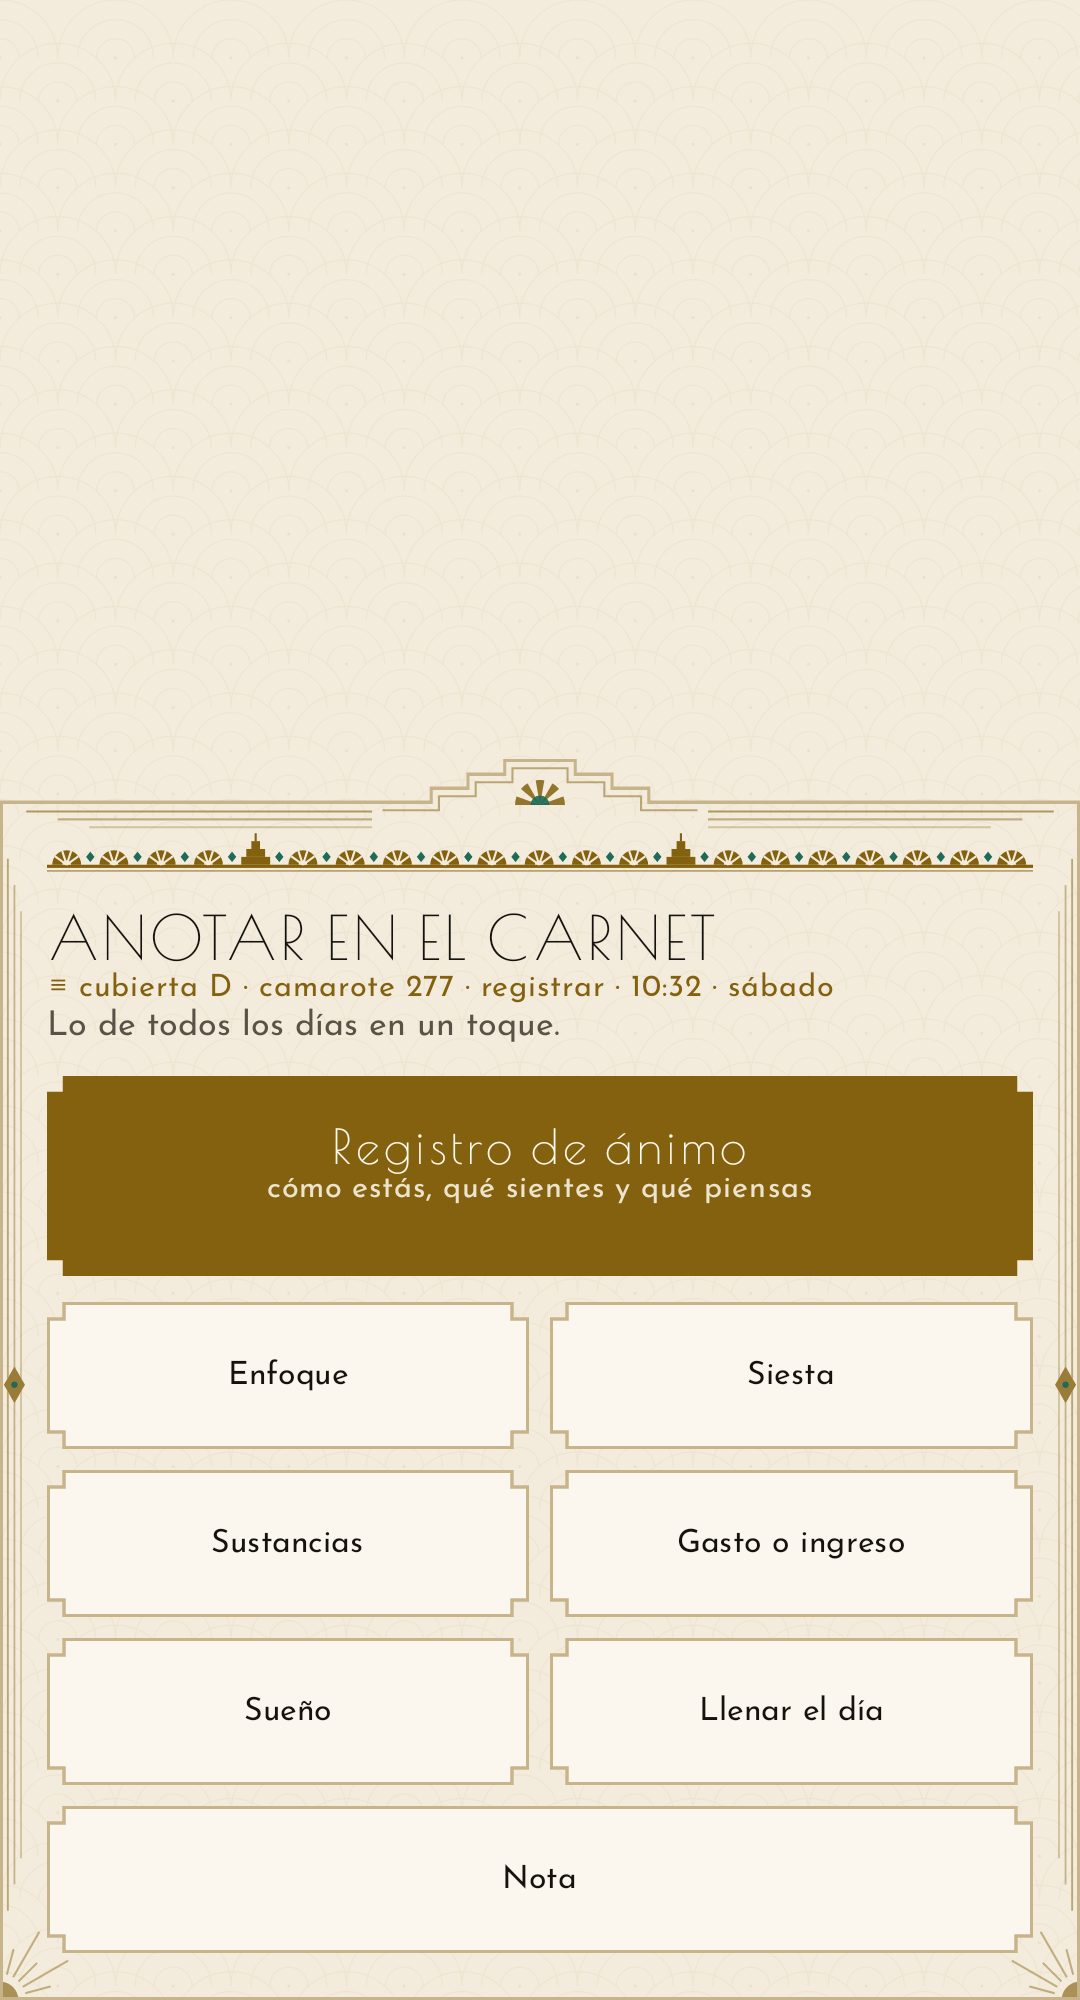 ANOTAR EN EL CARNET
≡ cubierta D · camarote 277 · registrar · 10:32 · sábado
Lo de todos los días en un toque.
Registro de ánimo
cómo estás, qué sientes y qué piensas
Enfoque
Siesta
Sustancias
Gasto o ingreso
Sueño
Llenar el día
Nota